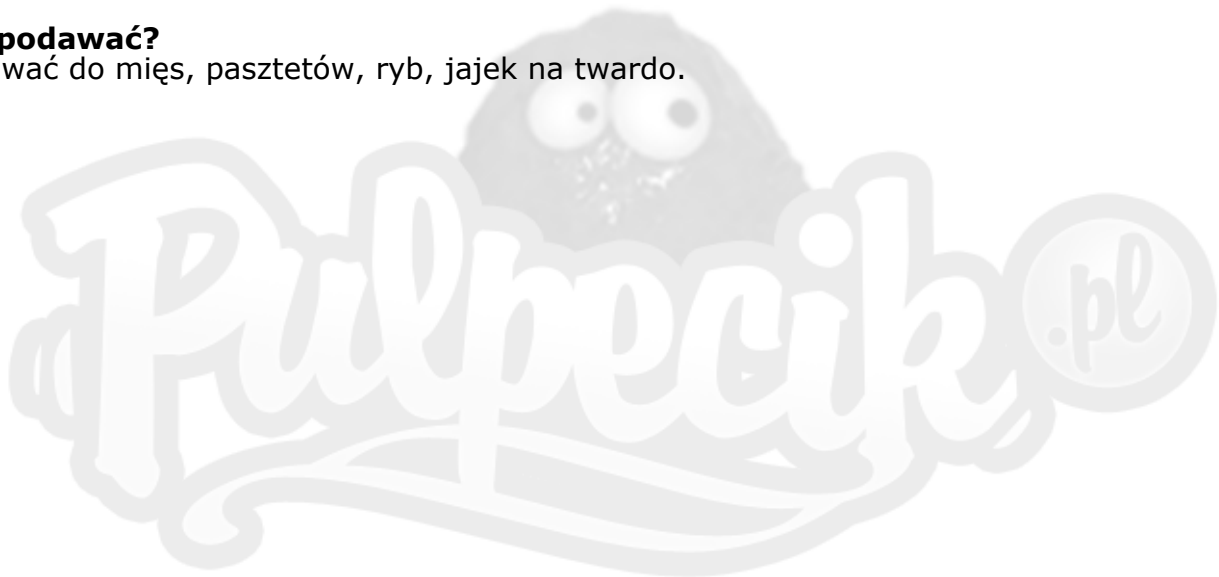 podawać?
wać do mięs, pasztetów, ryb, jajek na twardo.
Pulpecik.pl